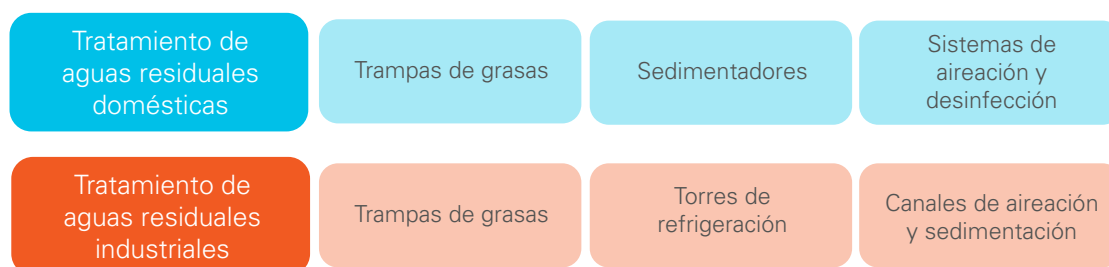 Tratamiento de
aguas residuales
domésticas
Trampas de grasas
Sedimentadores
Sistemas de
aireación y
desinfección
Tratamiento de
aguas residuales
industriales
Trampas de grasas
Torres de
refrigeración
Canales de aireación
y sedimentación